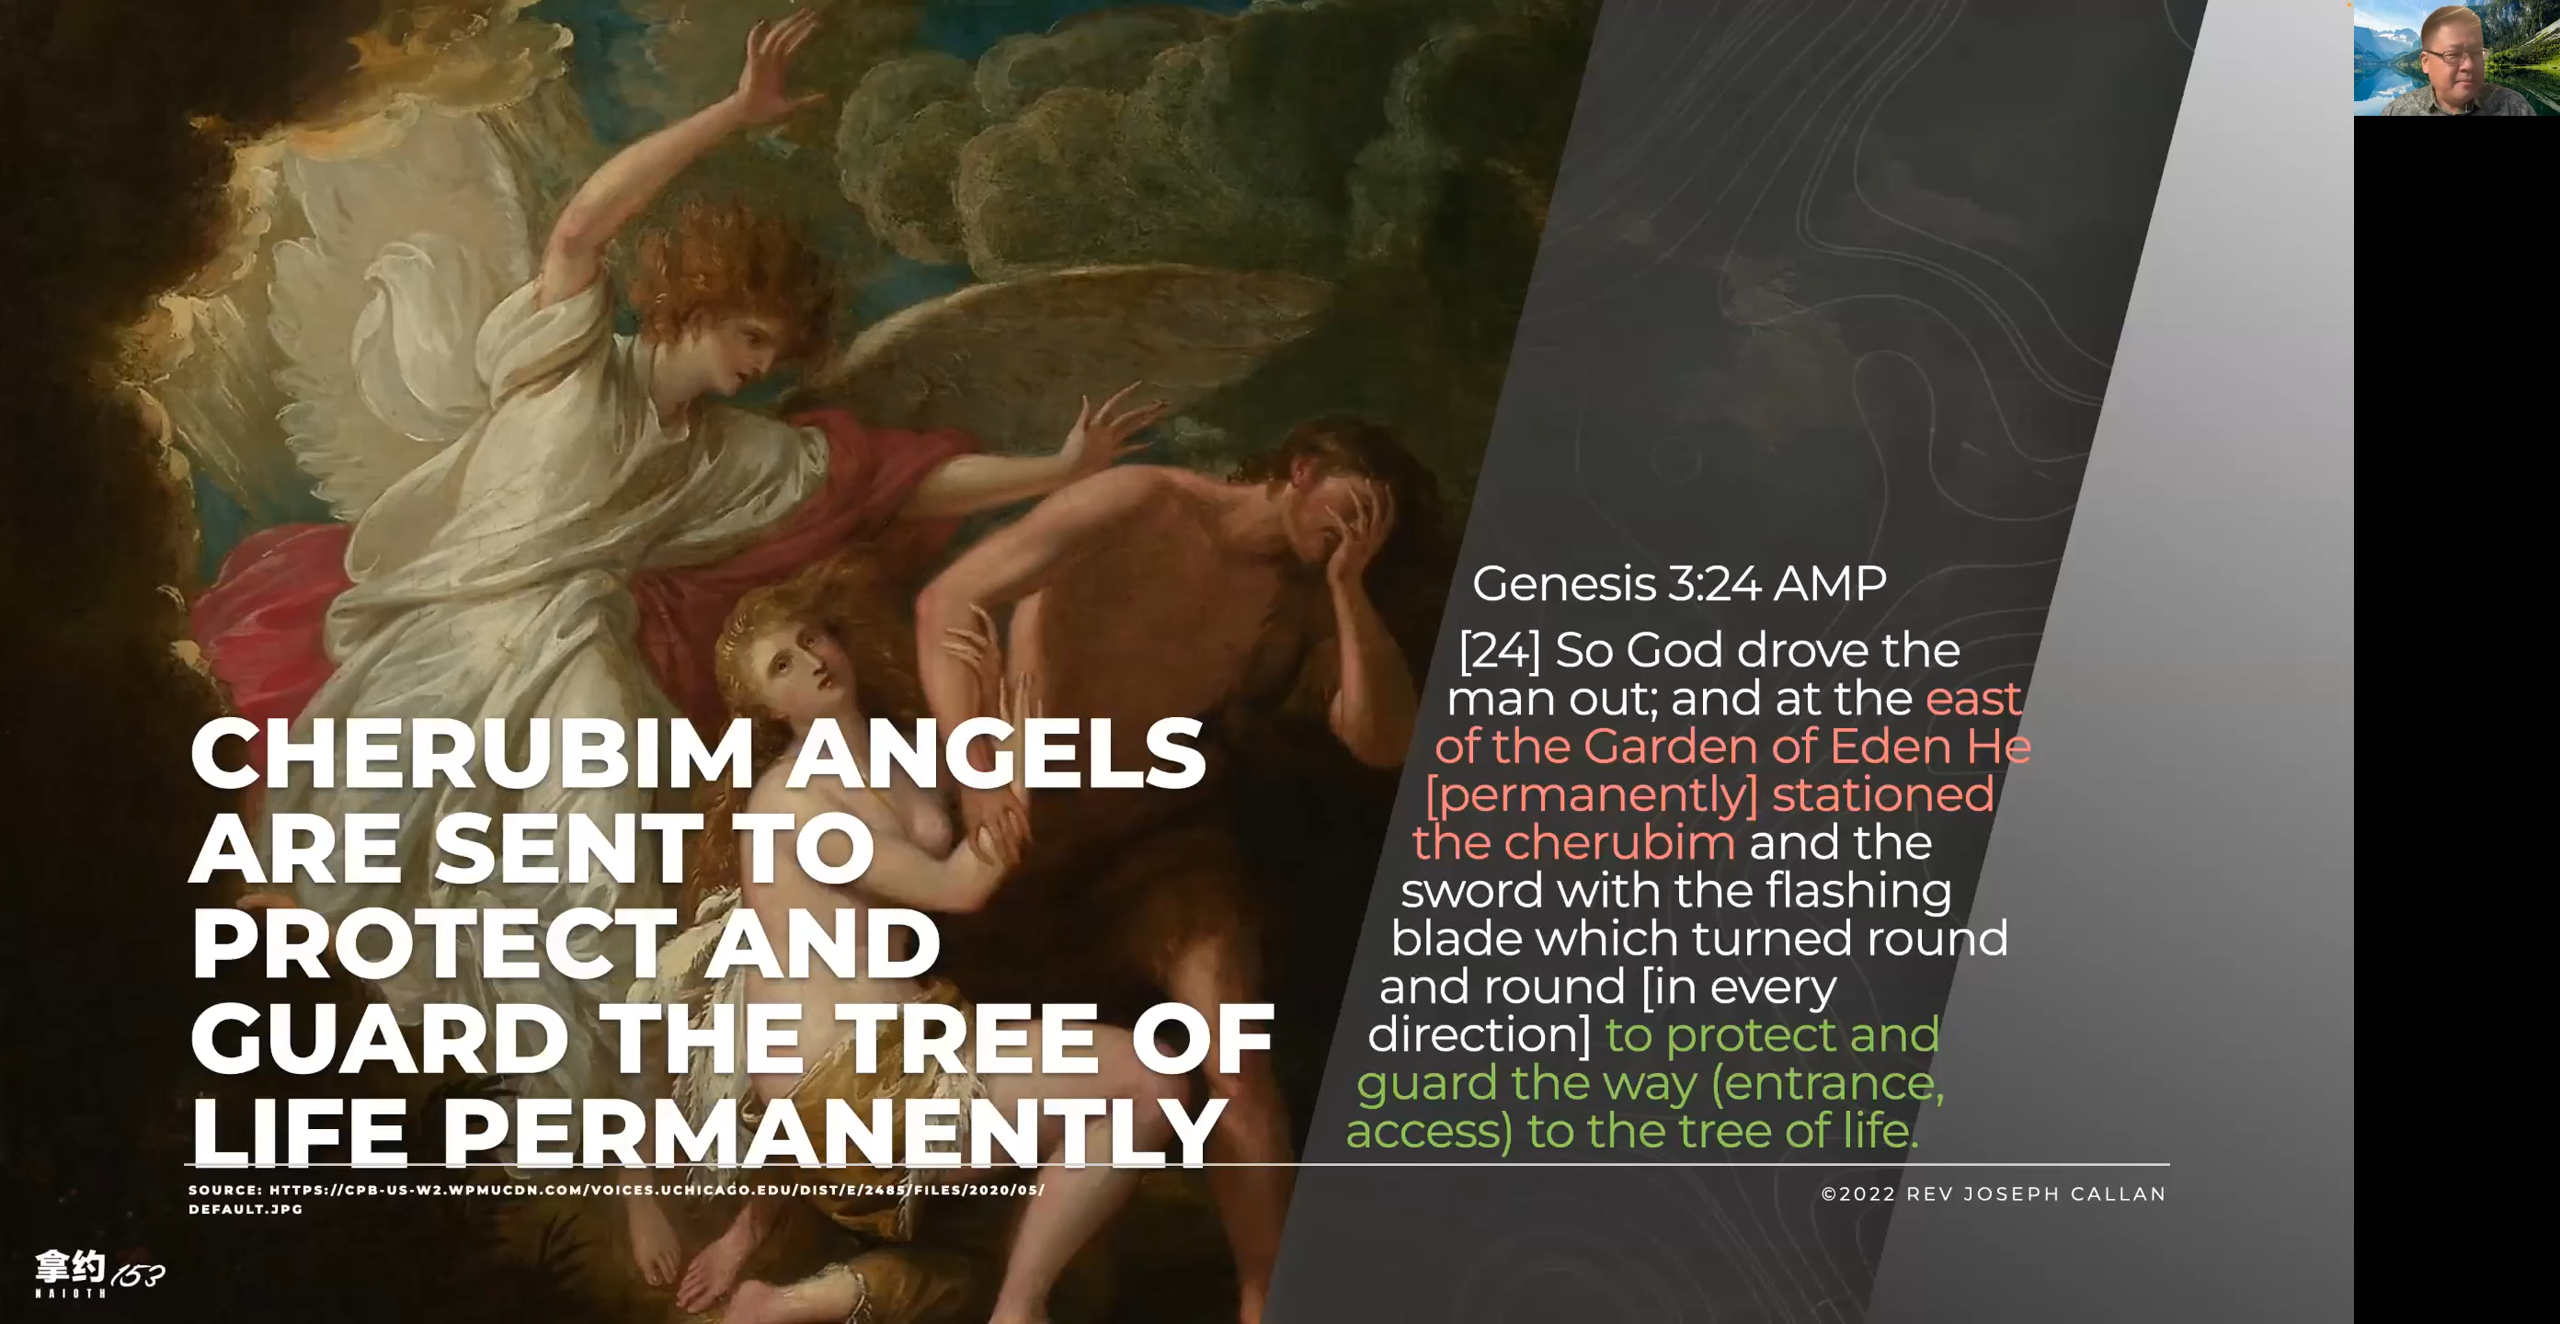 CHERUBIM ANGELS
ARE SENT TO
PROTECT AND
GUARD THE TREE OF
LIFE PERMANENTLY
SOURCE: HTTPS://CPB-US-W2.WPMUCDN.COM/VOICES.UCHICAGO.EDU/DIST/E/2485/FILES/2020/05/
DEFAULT.JPG
Genesis 3:24 AMP
[24] So God drove the
man out; and at the east
of the Garden of Eden He
[permanently] stationed
the cherubim and the
sword with the flashing
blade which turned round
and round [in every
direction] to protect and
guard the way (entrance,
access) to the tree of life.
©2022 REV JOSEPH CALLAN
拿约 153
NAIOTH